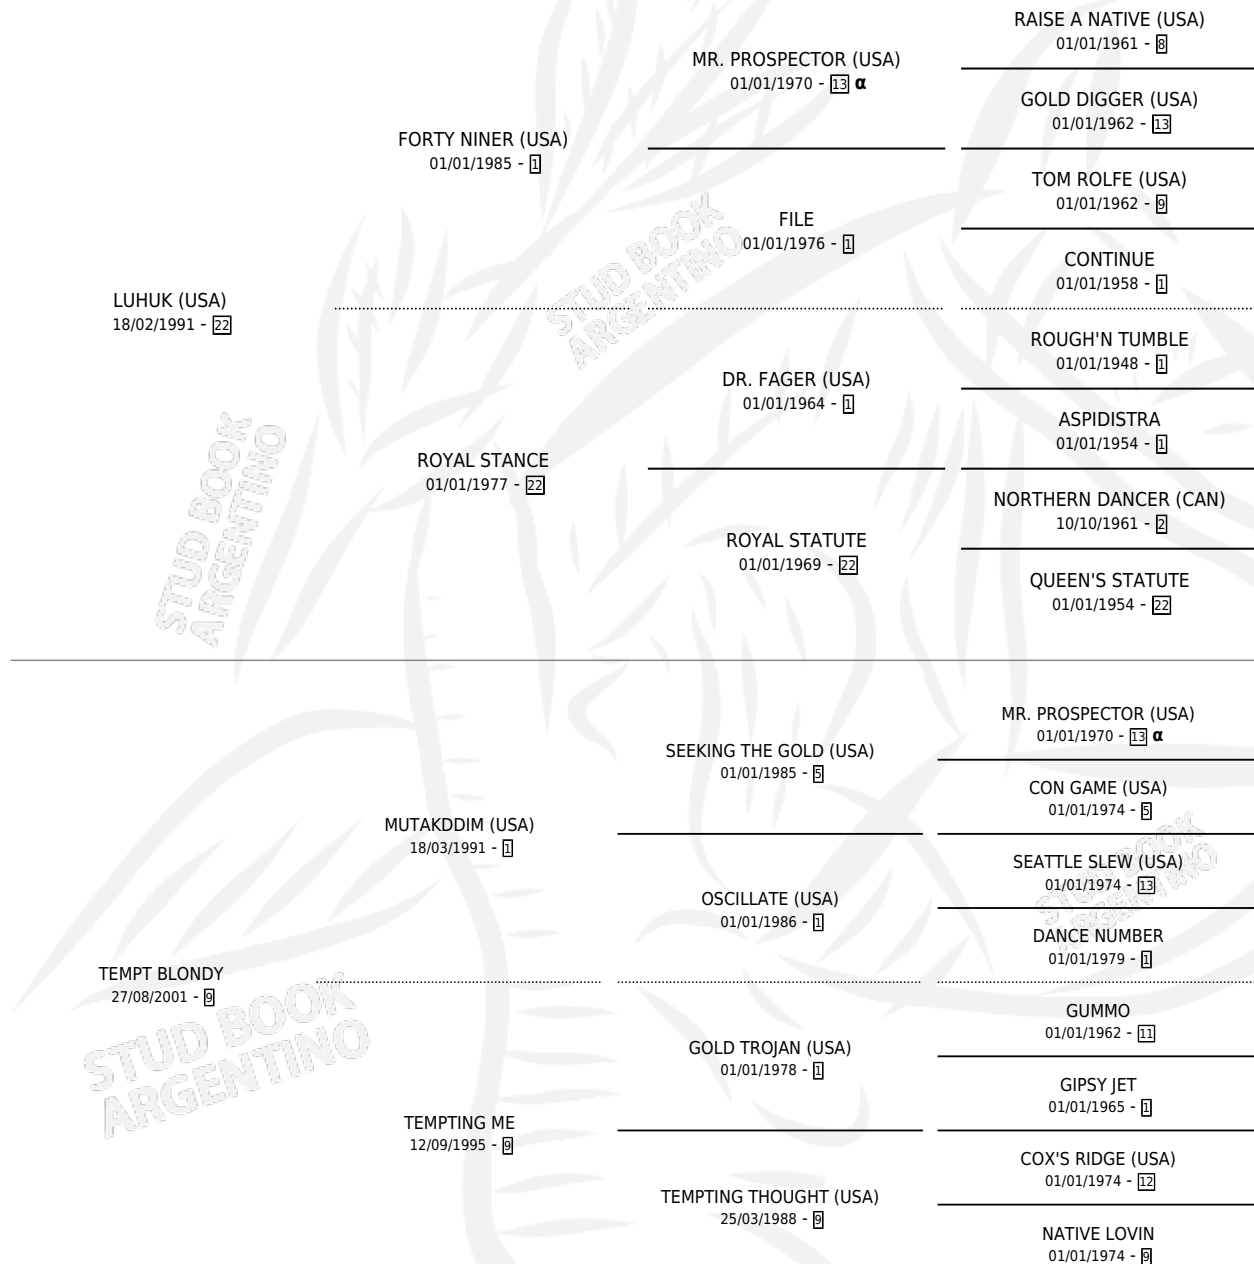 RAISE A NATIVE (USA)
01/01/1961 - 8
MR. PROSPECTOR (USA)
01/01/1970 - 13 α
GOLD DIGGER (USA)
01/01/1962 - 13
FORTY NINER (USA)
01/01/1985 - 1
TOM ROLFE (USA)
01/01/1962 - 9
FILE
01/01/1976 - 1
CONTINUE
01/01/1958 - 1
LUHUK (USA)
18/02/1991 - 22
ROUGH'N TUMBLE
01/01/1948 - 1
DR. FAGER (USA)
01/01/1964 - 1
ASPIDISTRA
01/01/1954 - 1
ROYAL STANCE
01/01/1977 - 22
NORTHERN DANCER (CAN)
10/10/1961 - 2
ROYAL STATUTE
01/01/1969 - 22
QUEEN'S STATUTE
01/01/1954 - 22
MR. PROSPECTOR (USA)
01/01/1970 - 13 α
SEEKING THE GOLD (USA)
01/01/1985 - 5
CON GAME (USA)
01/01/1974 - 5
MUTAKDDIM (USA)
18/03/1991 - 1
SEATTLE SLEW (USA)
01/01/1974 - 13
OSCILLATE (USA)
01/01/1986 - 1
DANCE NUMBER
01/01/1979 - 1
TEMPT BLONDY
27/08/2001 - 9
GUMMO
01/01/1962 - 11
GOLD TROJAN (USA)
01/01/1978 - 1
GIPSY JET
01/01/1965 - 1
TEMPTING ME
12/09/1995 - 9
COX'S RIDGE (USA)
01/01/1974 - 12
TEMPTING THOUGHT (USA)
25/03/1988 - 9
NATIVE LOVIN
01/01/1974 - 9
STUD BOOK
ARGENTINO
STUD BOOK
ARGENTINO
STUD BOOK
ARGENTINO
STUD BOOK
ARGENTINO